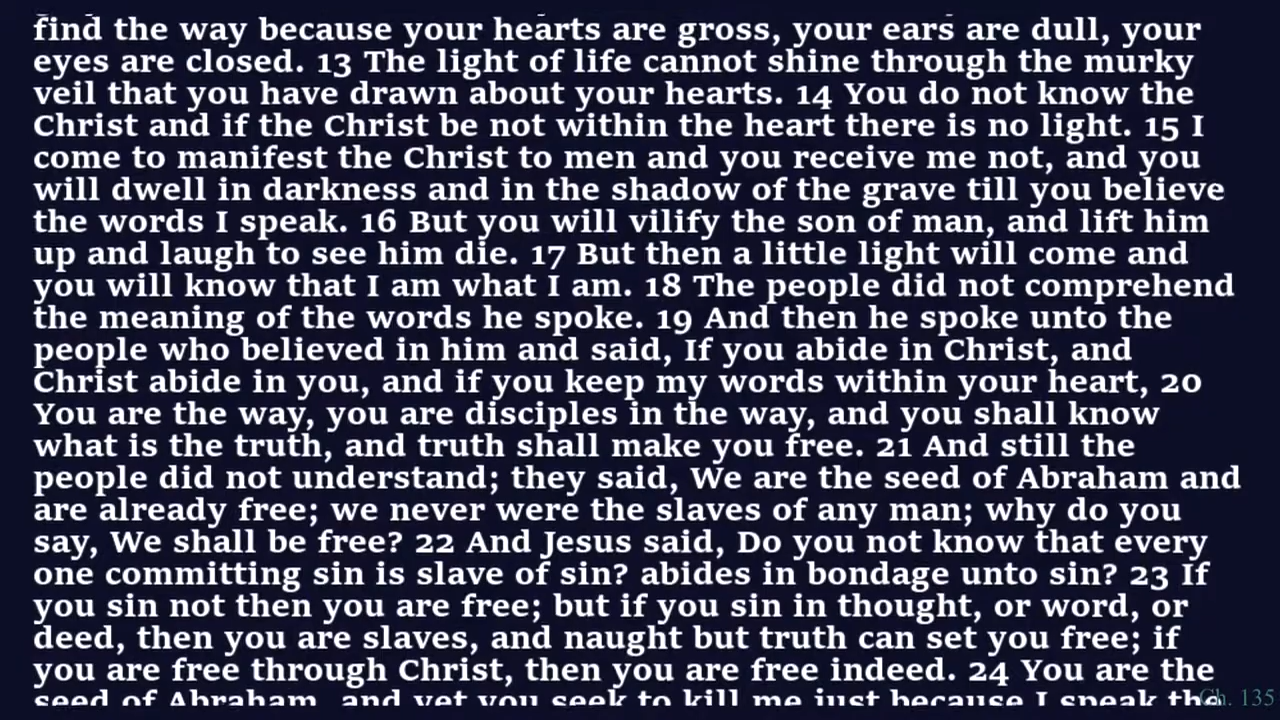 find the way because your hearts are gross, your ears are dull, your
eyes are closed. 13 The light of life cannot shine through the murky
veil that you have drawn about your hearts. 14 You do not know the
Christ and if the Christ be not within the heart there is no light. 15 I
come to manifest the Christ to men and you receive me not, and you
will dwell in darkness and in the shadow of the grave till you believe
the words I speak. 16 But you will vilify the son of man, and lift him
up and laugh to see him die. 17 But then a little light will come and
you will know that I am what I am. 18 The people did not comprehend
the meaning of the words he spoke. 19 And then he spoke unto the
people who believed in him and said, If you abide in Christ, and
Christ abide in you, and if you keep my words within your heart, 20
You are the way, you are disciples in the way, and you shall know
what is the truth, and truth shall make you free. 21 And still the
people did not understand; they said, We are the seed of Abraham and
are already free; we never were the slaves of any man; why do you
say, We shall be free? 22 And Jesus said, Do you not know that every
one committing sin is slave of sin? abides in bondage unto sin? 23 If
you sin not then you are free; but if you sin in thought, or word, or
deed, then you are slaves, and naught but truth can set you free; if
you are free through Christ, then you are free indeed. 24 You are the
seed of Abraham, and yet you seek to kill me just because I speak the
Ch. 135